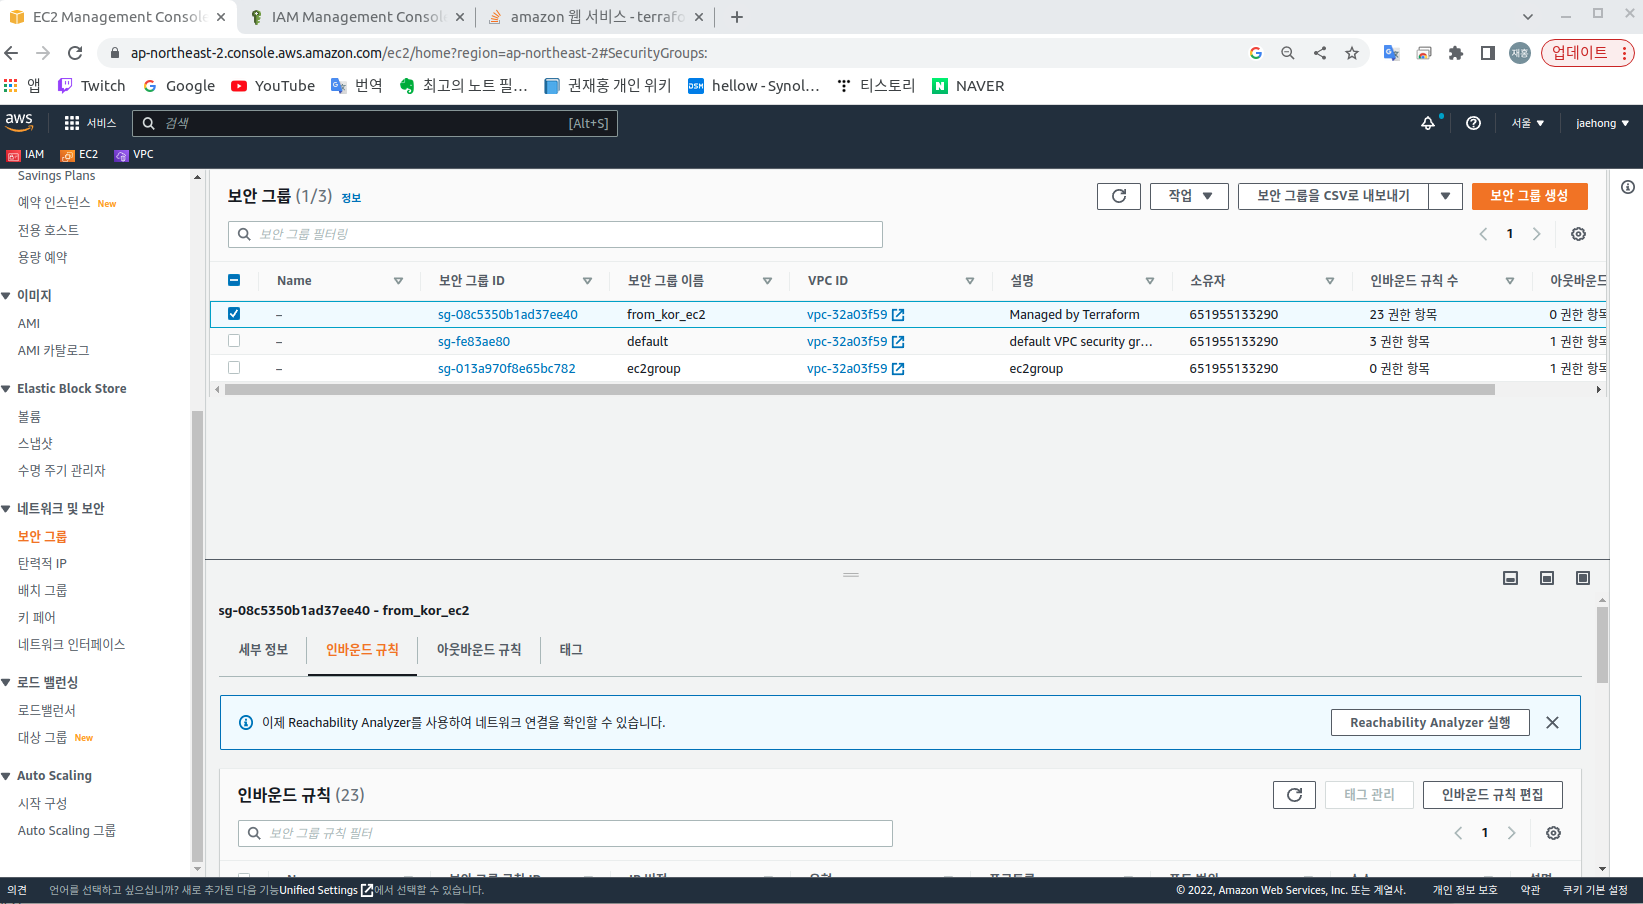 EC2 Management Console
IAM Management Console
amazon 웹 서비스 - terrafo
ap-northeast-2.console.aws.amazon.com/ec2/home?region=ap-northeast-2#SecurityGroups:
재홍
업데이트
앱
Twitch
Google
YouTube
번역
최고의 노트 필...
권재홍 개인 위키
DSM
hellow - Synol...
티스토리
N
NAVER
aws
서비스
검색
[Alt+S]
서울
jaehong
IAM
EC2
VPC
Savings Plans
예약 인스턴스 New
전용 호스트
용량 예약
이미지
AMI
AMI 카탈로그
Elastic Block Store
볼륨
스냅샷
수명 주기 관리자
네트워크 및 보안
보안 그룹
탄력적 IP
배치 그룹
키 페어
네트워크 인터페이스
로드 밸런싱
로드밸런서
대상 그룹 New
Auto Scaling
시작 구성
Auto Scaling 그룹
보안 그룹 (1/3) 정보
작업
보안 그룹을 CSV로 내보내기
보안 그룹 생성
보안 그룹 필터링
1
Name 보안 그룹 ID 보안 그룹 이름 VPC ID 설명 소유자 인바운드 규칙 수 아웃바운드
– sg-08c5350b1ad37ee40 from_kor_ec2 vpc-32a03f59 Managed by Terraform 651955133290 23 권한 항목 0 권한 항목
– sg-fe83ae80 default vpc-32a03f59 default VPC security gr... 651955133290 3 권한 항목 1 권한 항목
– sg-013a970f8e65bc782 ec2group vpc-32a03f59 ec2group 651955133290 0 권한 항목 1 권한 항목
sg-08c5350b1ad37ee40 - from_kor_ec2
세부 정보
인바운드 규칙
아웃바운드 규칙
태그
이제 Reachability Analyzer를 사용하여 네트워크 연결을 확인할 수 있습니다.
Reachability Analyzer 실행
인바운드 규칙 (23)
태그 관리
인바운드 규칙 편집
보안 그룹 규칙 필터
1
의견
언어를 선택하고 싶으십니까? 새로 추가된 다음 기능Unified Settings에서 선택할 수 있습니다.
© 2022, Amazon Web Services, Inc. 또는 계열사.
개인 정보 보호
약관
쿠키 기본 설정